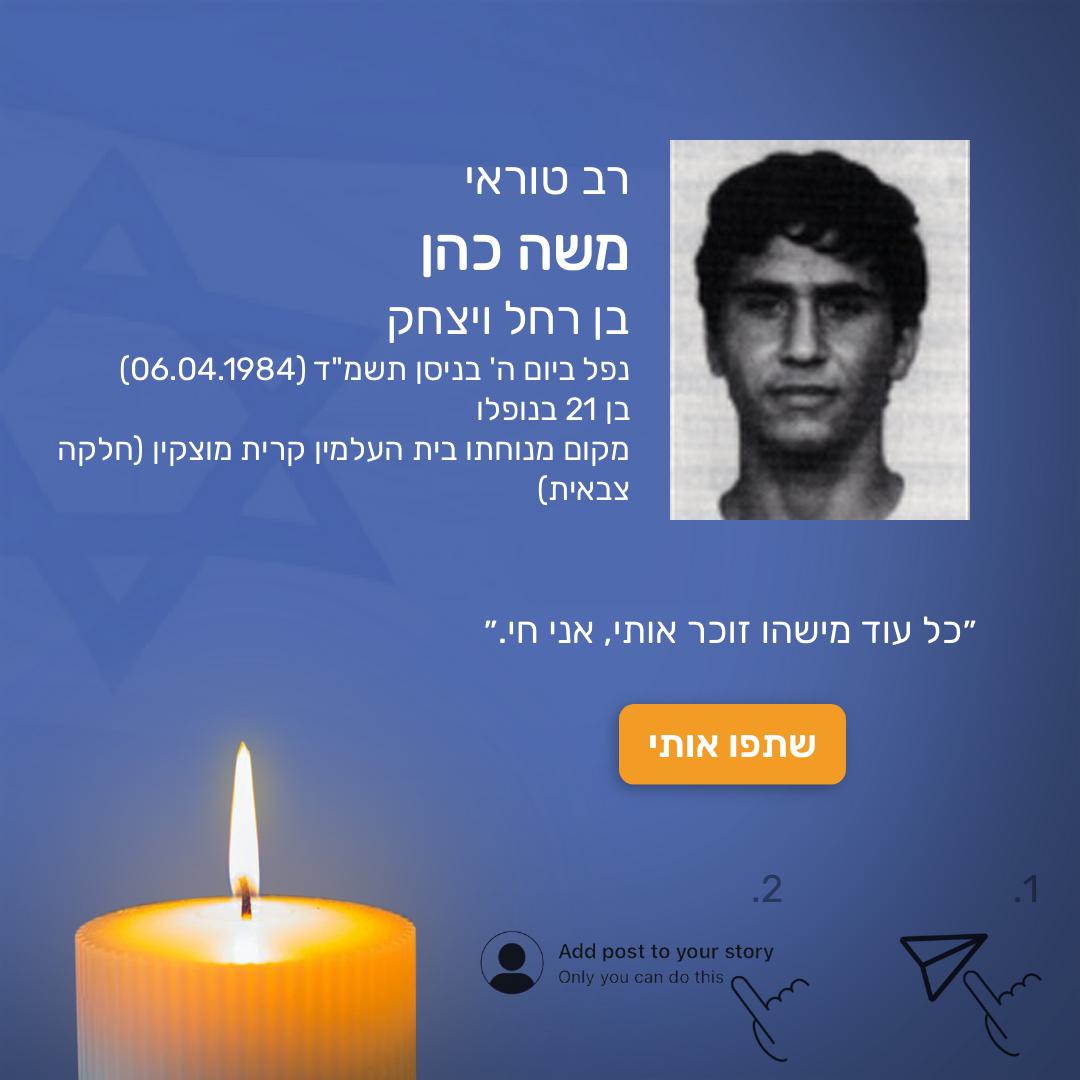 רב טוראי
משה כהן
בן רחל ויצחק
נפל ביום ה' בניסן תשמ"ד (06.04.1984)
בן 21 בנופלו
מקום מנוחתו בית העלמין קרית מוצקין (חלקה
צבאית)
״כל עוד מישהו זוכר אותי, אני חי.״
שתפו אותי
1.
2.
Add post to your story
Only you can do this